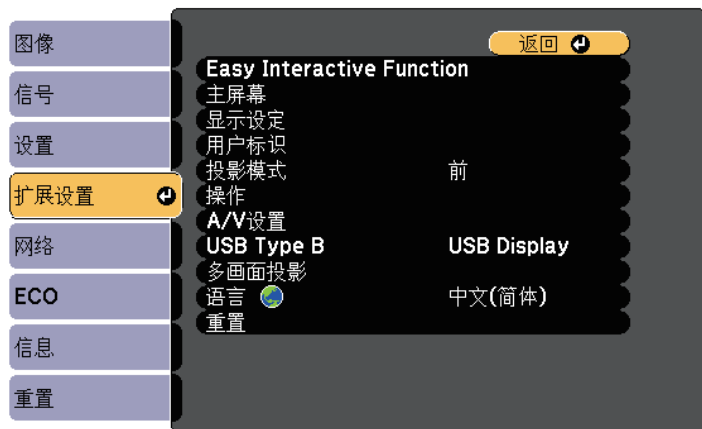 图像
信号
设置
扩展设置
网络
ECO
信息
重置
返回
Easy Interactive Function
主屏幕
显示设定
用户标识
投影模式 前
操作
A/V设置
USB Type B USB Display
多画面投影
语言 中文(简体)
重置